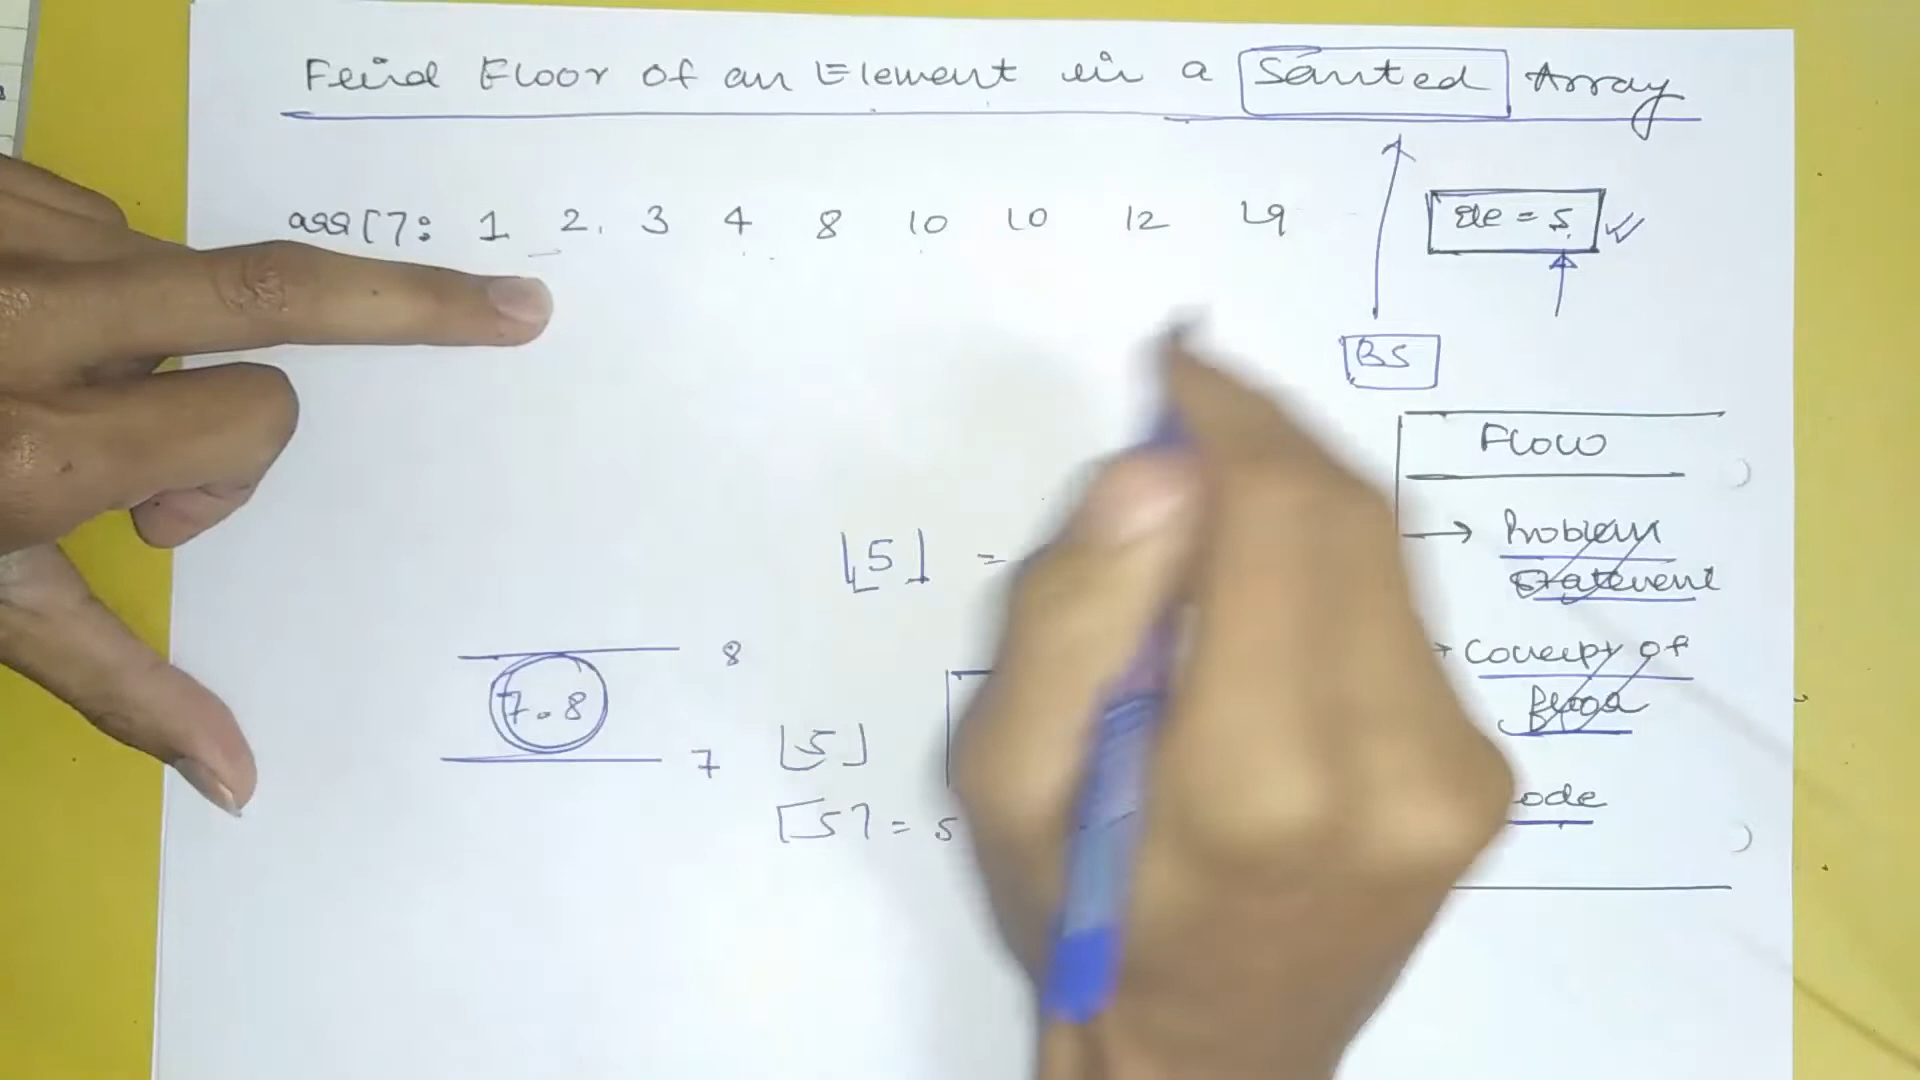 Find Floor of an Element in a Sorted Array
arr[]: 1 2 3 4 8 10 10 12 19
ele = 5
BS
Flow
→ Problem
Statement
⌊5⌋ =
→ Concept of
floor
8
7.8
7
⌊5⌋
⌈5⌉ = 5
ode